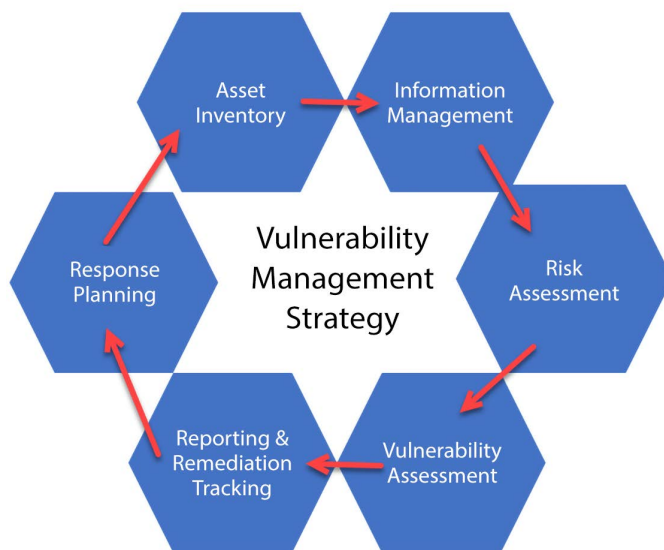 Asset
Inventory
Information
Management
Risk
Assessment
Vulnerability
Assessment
Reporting &
Remediation
Tracking
Response
Planning
Vulnerability
Management
Strategy